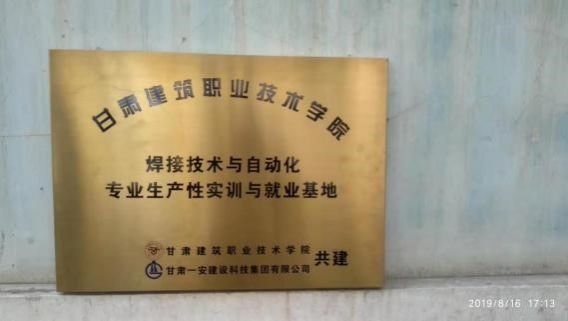 甘肃建筑职业技术学院
焊接技术与自动化
专业生产性实训与就业基地
甘肃建筑职业技术学院
甘肃一安建设科技集团有限公司
共建
2019/8/16 17:13